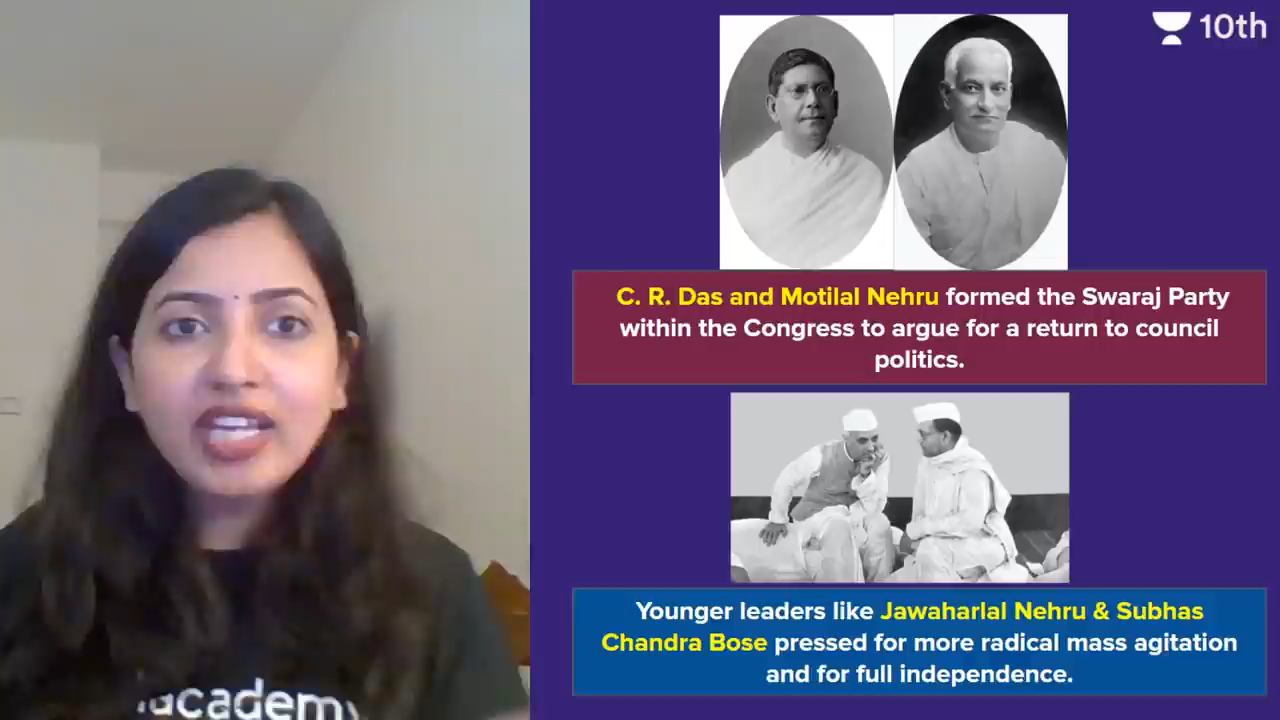 10th
C. R. Das and Motilal Nehru formed the Swaraj Party
within the Congress to argue for a return to council
politics.
Younger leaders like Jawaharlal Nehru & Subhas
Chandra Bose pressed for more radical mass agitation
and for full independence.